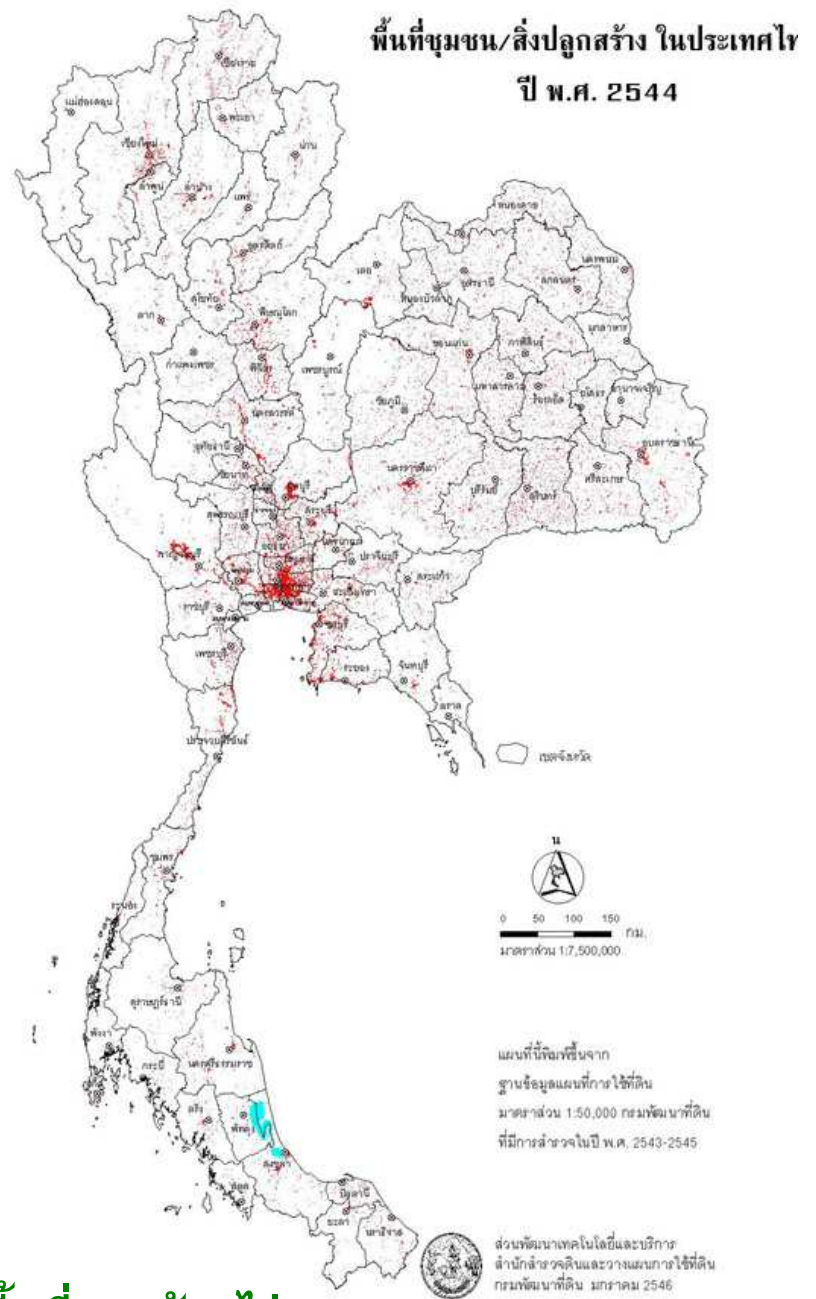 พื้นที่ชุมชน/สิ่งปลูกสร้าง ในประเทศไท
ปี พ.ศ. 2544
เชียงราย
แม่ฮ่องสอน
พะเยา
เชียงใหม่
น่าน
ลำพูน
ลำปาง
แพร่
หนองคาย
อุตรดิตถ์
นครพนม
เลย
อุดรธานี
สกลนคร
หนองบัวลำภู
สุโขทัย
ตาก
พิษณุโลก
มุกดาหาร
ขอนแก่น
กาฬสินธุ์
กำแพงเพชร
พิจิตร
เพชรบูรณ์
มหาสารคาม
ร้อยเอ็ด
ยโสธร
อำนาจเจริญ
ชัยภูมิ
นครสวรรค์
อุบลราชธานี
อุทัยธานี
นครราชสีมา
ชัยนาท
ศรีสะเกษ
บุรีรัมย์
สุรินทร์
ลพบุรี
สระบุรี
สุพรรณบุรี
กาญจนบุรี
ปราจีนบุรี
สระแก้ว
ฉะเชิงเทรา
ราชบุรี
ชลบุรี
เพชรบุรี
ระยอง
จันทบุรี
ตราด
ประจวบคีรีขันธ์
เขตจังหวัด
น
ชุมพร
0 50 100 150
กม.
มาตราส่วน 1:7,500,000
ระนอง
สุราษฎร์ธานี
พังงา
นครศรีธรรมราช
กระบี่
แผนที่นี้พิมพ์ขึ้นจาก
ฐานข้อมูลแผนที่การใช้ที่ดิน
มาตราส่วน 1:50,000 กรมพัฒนาที่ดิน
ที่มีการสำรวจในปี พ.ศ. 2543-2545
ตรัง
พัทลุง
สงขลา
สตูล
ปัตตานี
ยะลา
นราธิวาส
ส่วนพัฒนาเทคโนโลยีและบริการ
สำนักสำรวจดินและวางแผนการใช้ที่ดิน
กรมพัฒนาที่ดิน มกราคม 2546